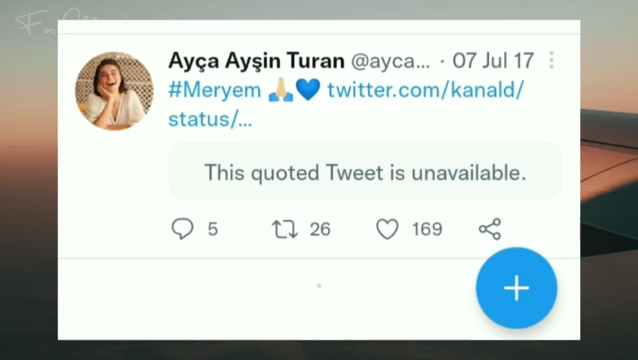 Ayça Ayşin Turan @ayca... · 07 Jul 17
#Meryem 🙏🏼💙 twitter.com/kanald/
status/...
This quoted Tweet is unavailable.
5 26 169